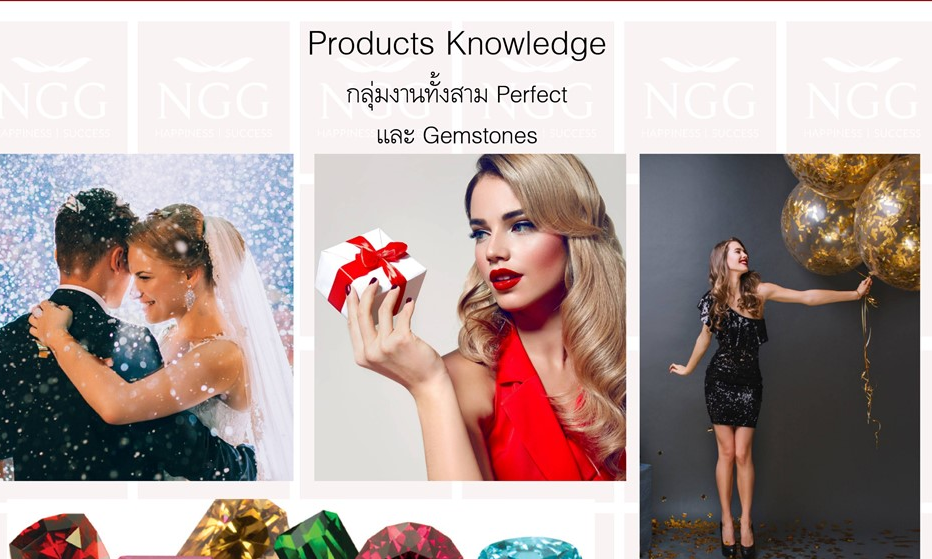 Products Knowledge
กลุ่มงานทั้งสาม Perfect
และ Gemstones
NGG
HAPPINESS | SUCCESS
NGG
HAPPINESS | SUCCESS
NGG
HAPPINESS | SUCCESS
NGG
HAPPINESS | SUCCESS
NGG
HAPPINESS | SUCCESS
NGG
HAPPINESS | SUCCESS